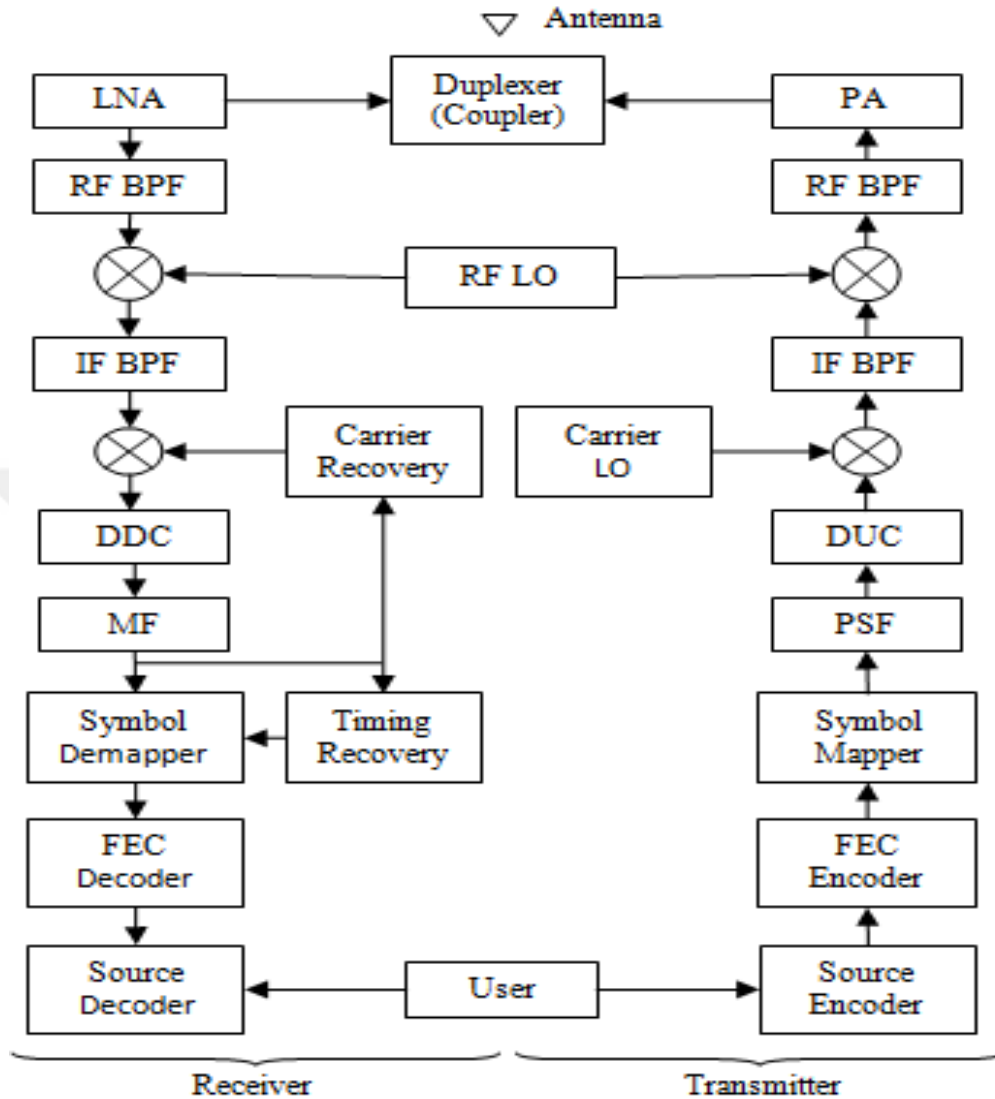 Antenna
LNA
Duplexer
(Coupler)
PA
RF BPF
RF BPF
RF LO
IF BPF
IF BPF
Carrier
Recovery
Carrier
LO
DDC
DUC
MF
PSF
Symbol
Demapper
Timing
Recovery
Symbol
Mapper
FEC
Decoder
FEC
Encoder
Source
Decoder
User
Source
Encoder
Receiver
Transmitter